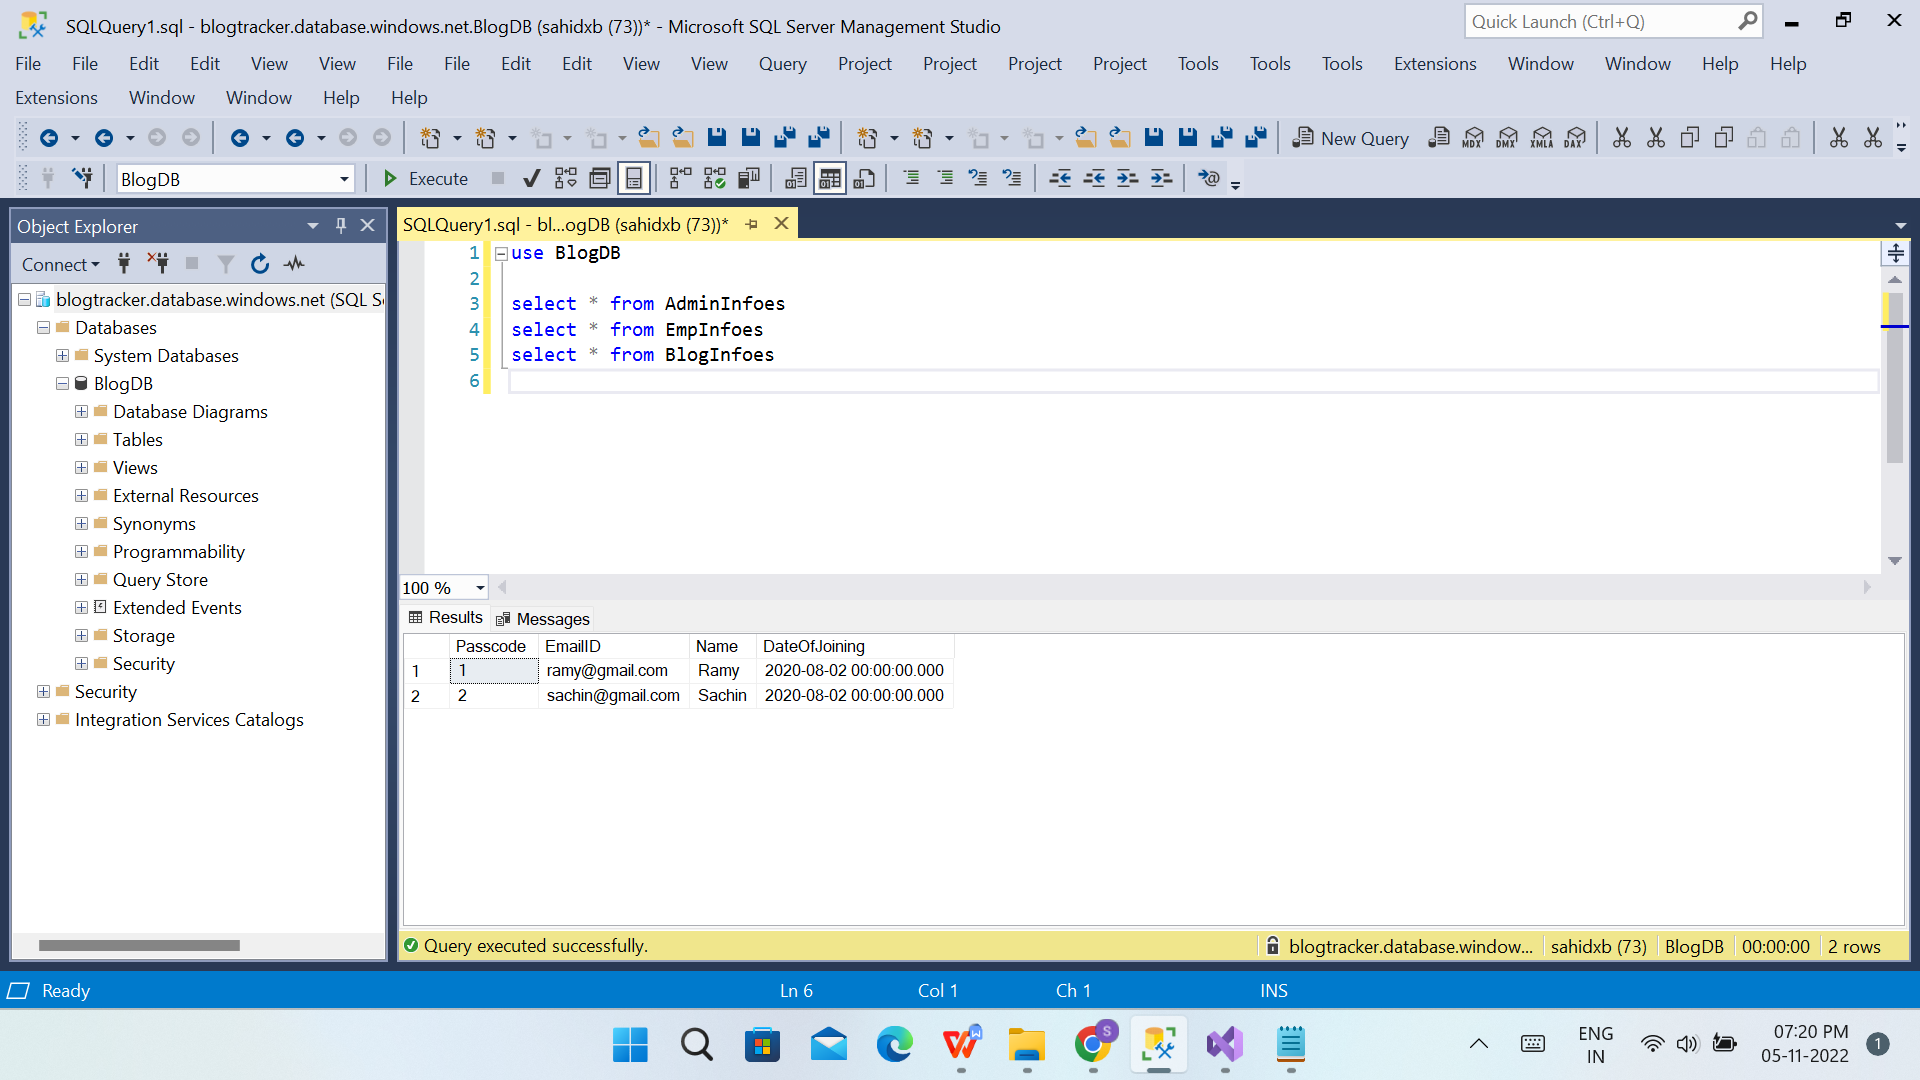 SQLQuery1.sql - blogtracker.database.windows.net.BlogDB (sahidxb (73))* - Microsoft SQL Server Management Studio
Quick Launch (Ctrl+Q)
File File Edit Edit View View File File Edit Edit View View Query Project Project Project Project Tools Tools Tools Extensions Window Window Help Help
Extensions Window Window Help Help
New Query MDX DMX XMLA DAX
BlogDB Execute
Object Explorer
Connect
blogtracker.database.windows.net (SQL S
Databases
System Databases
BlogDB
Database Diagrams
Tables
Views
External Resources
Synonyms
Programmability
Query Store
Extended Events
Storage
Security
Security
Integration Services Catalogs
SQLQuery1.sql - bl...ogDB (sahidxb (73))*
1 use BlogDB
2
3 select * from AdminInfoes
4 select * from EmpInfoes
5 select * from BlogInfoes
6
100 %
Results Messages
Passcode EmailID Name DateOfJoining
1 1 ramy@gmail.com Ramy 2020-08-02 00:00:00.000
2 2 sachin@gmail.com Sachin 2020-08-02 00:00:00.000
Query executed successfully.
blogtracker.database.window... sahidxb (73) BlogDB 00:00:00 2 rows
Ready Ln 6 Col 1 Ch 1 INS
S
W
ENG
IN
07:20 PM
05-11-2022
1